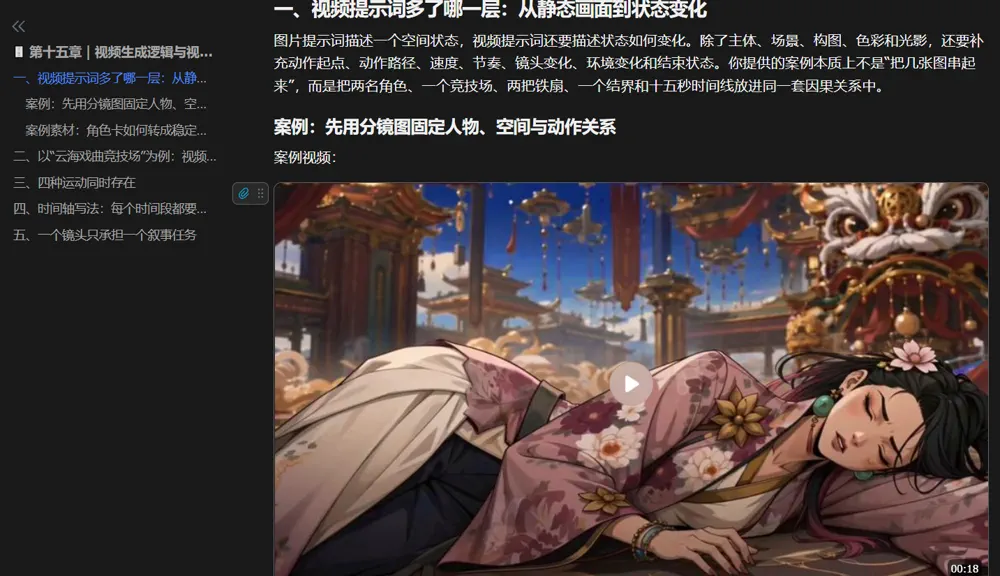 第十五章 | 视频生成逻辑与视...
一、视频提示词多了哪一层：从静...
案例：先用分镜图固定人物、空...
案例素材：角色卡如何转成稳定...
二、以“云海戏曲竞技场”为例：视频...
三、四种运动同时存在
四、时间轴写法：每个时间段都要...
五、一个镜头只承担一个叙事任务
一、视频提示词多了哪一层：从静态画面到状态变化
图片提示词描述一个空间状态，视频提示词还要描述状态如何变化。除了主体、场景、构图、色彩和光影，还要补
充动作起点、动作路径、速度、节奏、镜头变化、环境变化和结束状态。你提供的案例本质上不是“把几张图串起
来”，而是把两名角色、一个竞技场、两把铁扇、一个结界和十五秒时间线放进同一套因果关系中。
案例：先用分镜图固定人物、空间与动作关系
案例视频：
00:18